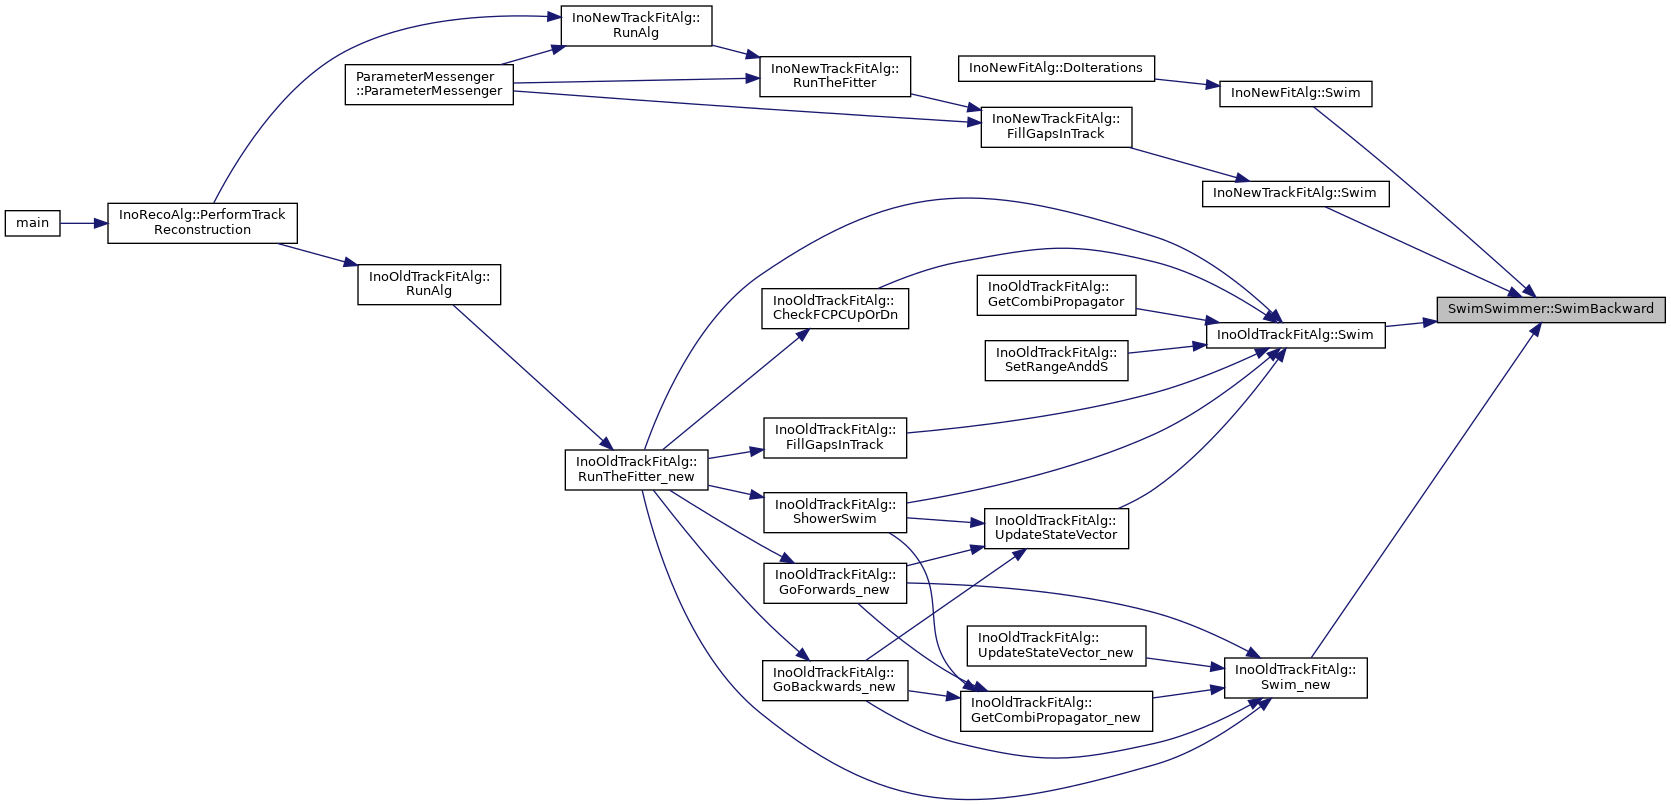 InoNewTrackFitAlg::
RunAlg
ParameterMessenger
::ParameterMessenger
InoNewTrackFitAlg::
RunTheFitter
InoNewFitAlg::DoIterations
InoNewFitAlg::Swim
InoNewTrackFitAlg::
FillGapsInTrack
InoNewTrackFitAlg::Swim
main
InoRecoAlg::PerformTrack
Reconstruction
InoOldTrackFitAlg::
RunAlg
InoOldTrackFitAlg::
CheckFCPCUpOrDn
InoOldTrackFitAlg::
GetCombiPropagator
SwimSwimmer::SwimBackward
InoOldTrackFitAlg::Swim
InoOldTrackFitAlg::
SetRangeAnddS
InoOldTrackFitAlg::
FillGapsInTrack
InoOldTrackFitAlg::
RunTheFitter_new
InoOldTrackFitAlg::
ShowerSwim
InoOldTrackFitAlg::
UpdateStateVector
InoOldTrackFitAlg::
GoForwards_new
InoOldTrackFitAlg::
UpdateStateVector_new
InoOldTrackFitAlg::
Swim_new
InoOldTrackFitAlg::
GoBackwards_new
InoOldTrackFitAlg::
GetCombiPropagator_new